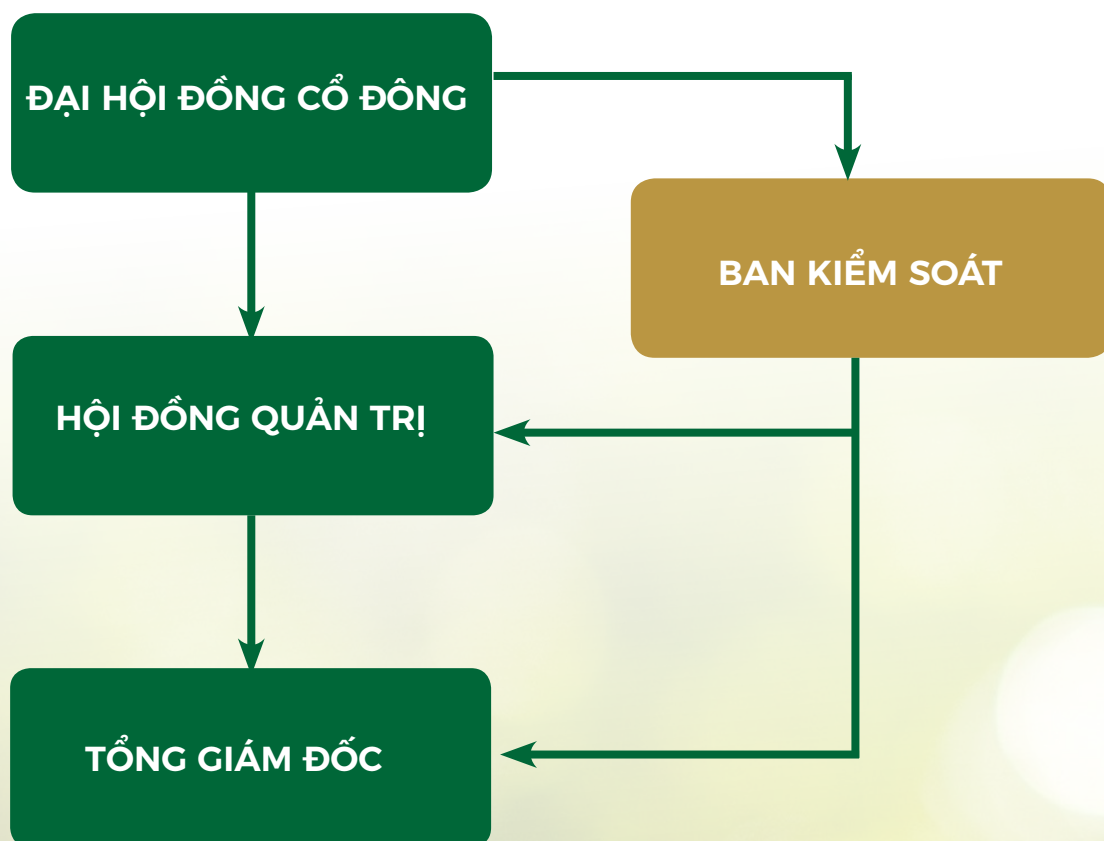 ĐẠI HỘI ĐỒNG CỔ ĐÔNG
BAN KIỂM SOÁT
HỘI ĐỒNG QUẢN TRỊ
TỔNG GIÁM ĐỐC